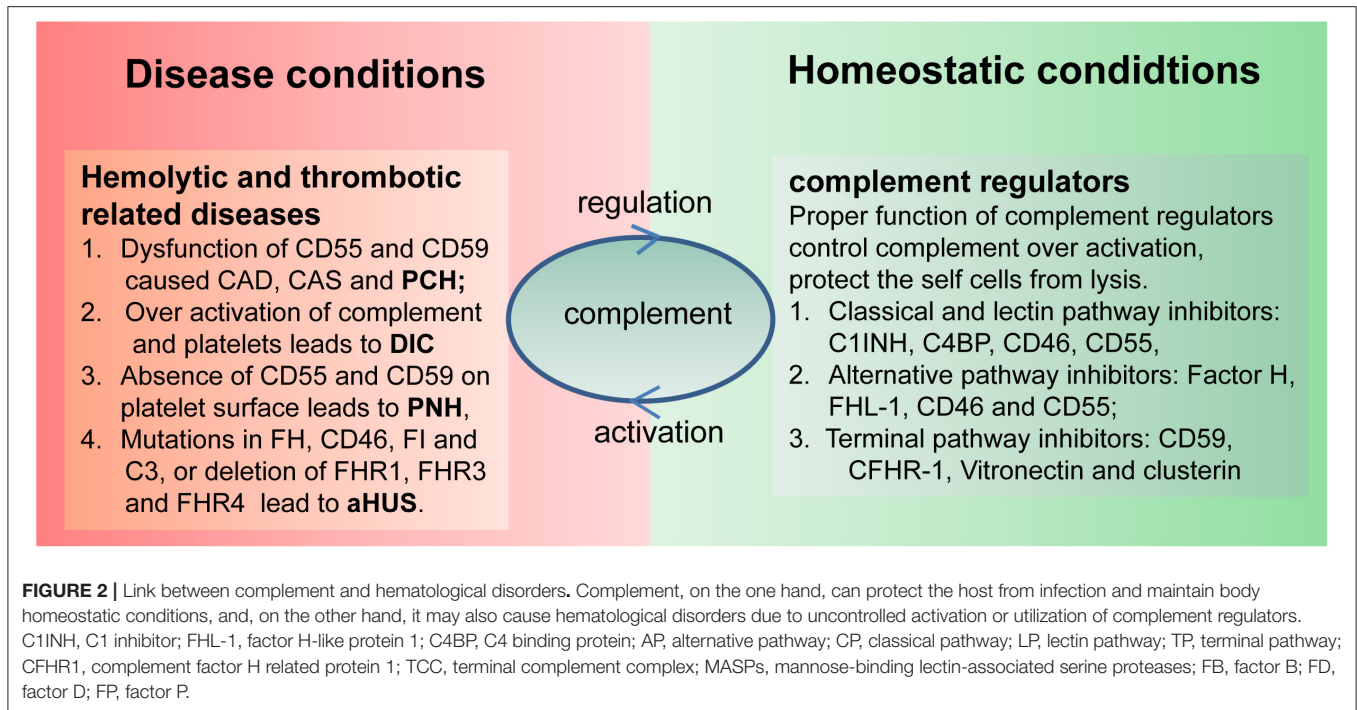 Disease conditions
Hemolytic and thrombotic
related diseases
1. Dysfunction of CD55 and CD59
caused CAD, CAS and PCH;
2. Over activation of complement
and platelets leads to DIC
3. Absence of CD55 and CD59 on
platelet surface leads to PNH,
4. Mutations in FH, CD46, FI and
C3, or deletion of FHR1, FHR3
and FHR4 lead to aHUS.
regulation
complement
activation
Homeostatic condidtions
complement regulators
Proper function of complement regulators
control complement over activation,
protect the self cells from lysis.
1. Classical and lectin pathway inhibitors:
C1INH, C4BP, CD46, CD55,
2. Alternative pathway inhibitors: Factor H,
FHL-1, CD46 and CD55;
3. Terminal pathway inhibitors: CD59,
CFHR-1, Vitronectin and clusterin
FIGURE 2 | Link between complement and hematological disorders. Complement, on the one hand, can protect the host from infection and maintain body
homeostatic conditions, and, on the other hand, it may also cause hematological disorders due to uncontrolled activation or utilization of complement regulators.
C1INH, C1 inhibitor; FHL-1, factor H-like protein 1; C4BP, C4 binding protein; AP, alternative pathway; CP, classical pathway; LP, lectin pathway; TP, terminal pathway;
CFHR1, complement factor H related protein 1; TCC, terminal complement complex; MASPs, mannose-binding lectin-associated serine proteases; FB, factor B; FD,
factor D; FP, factor P.